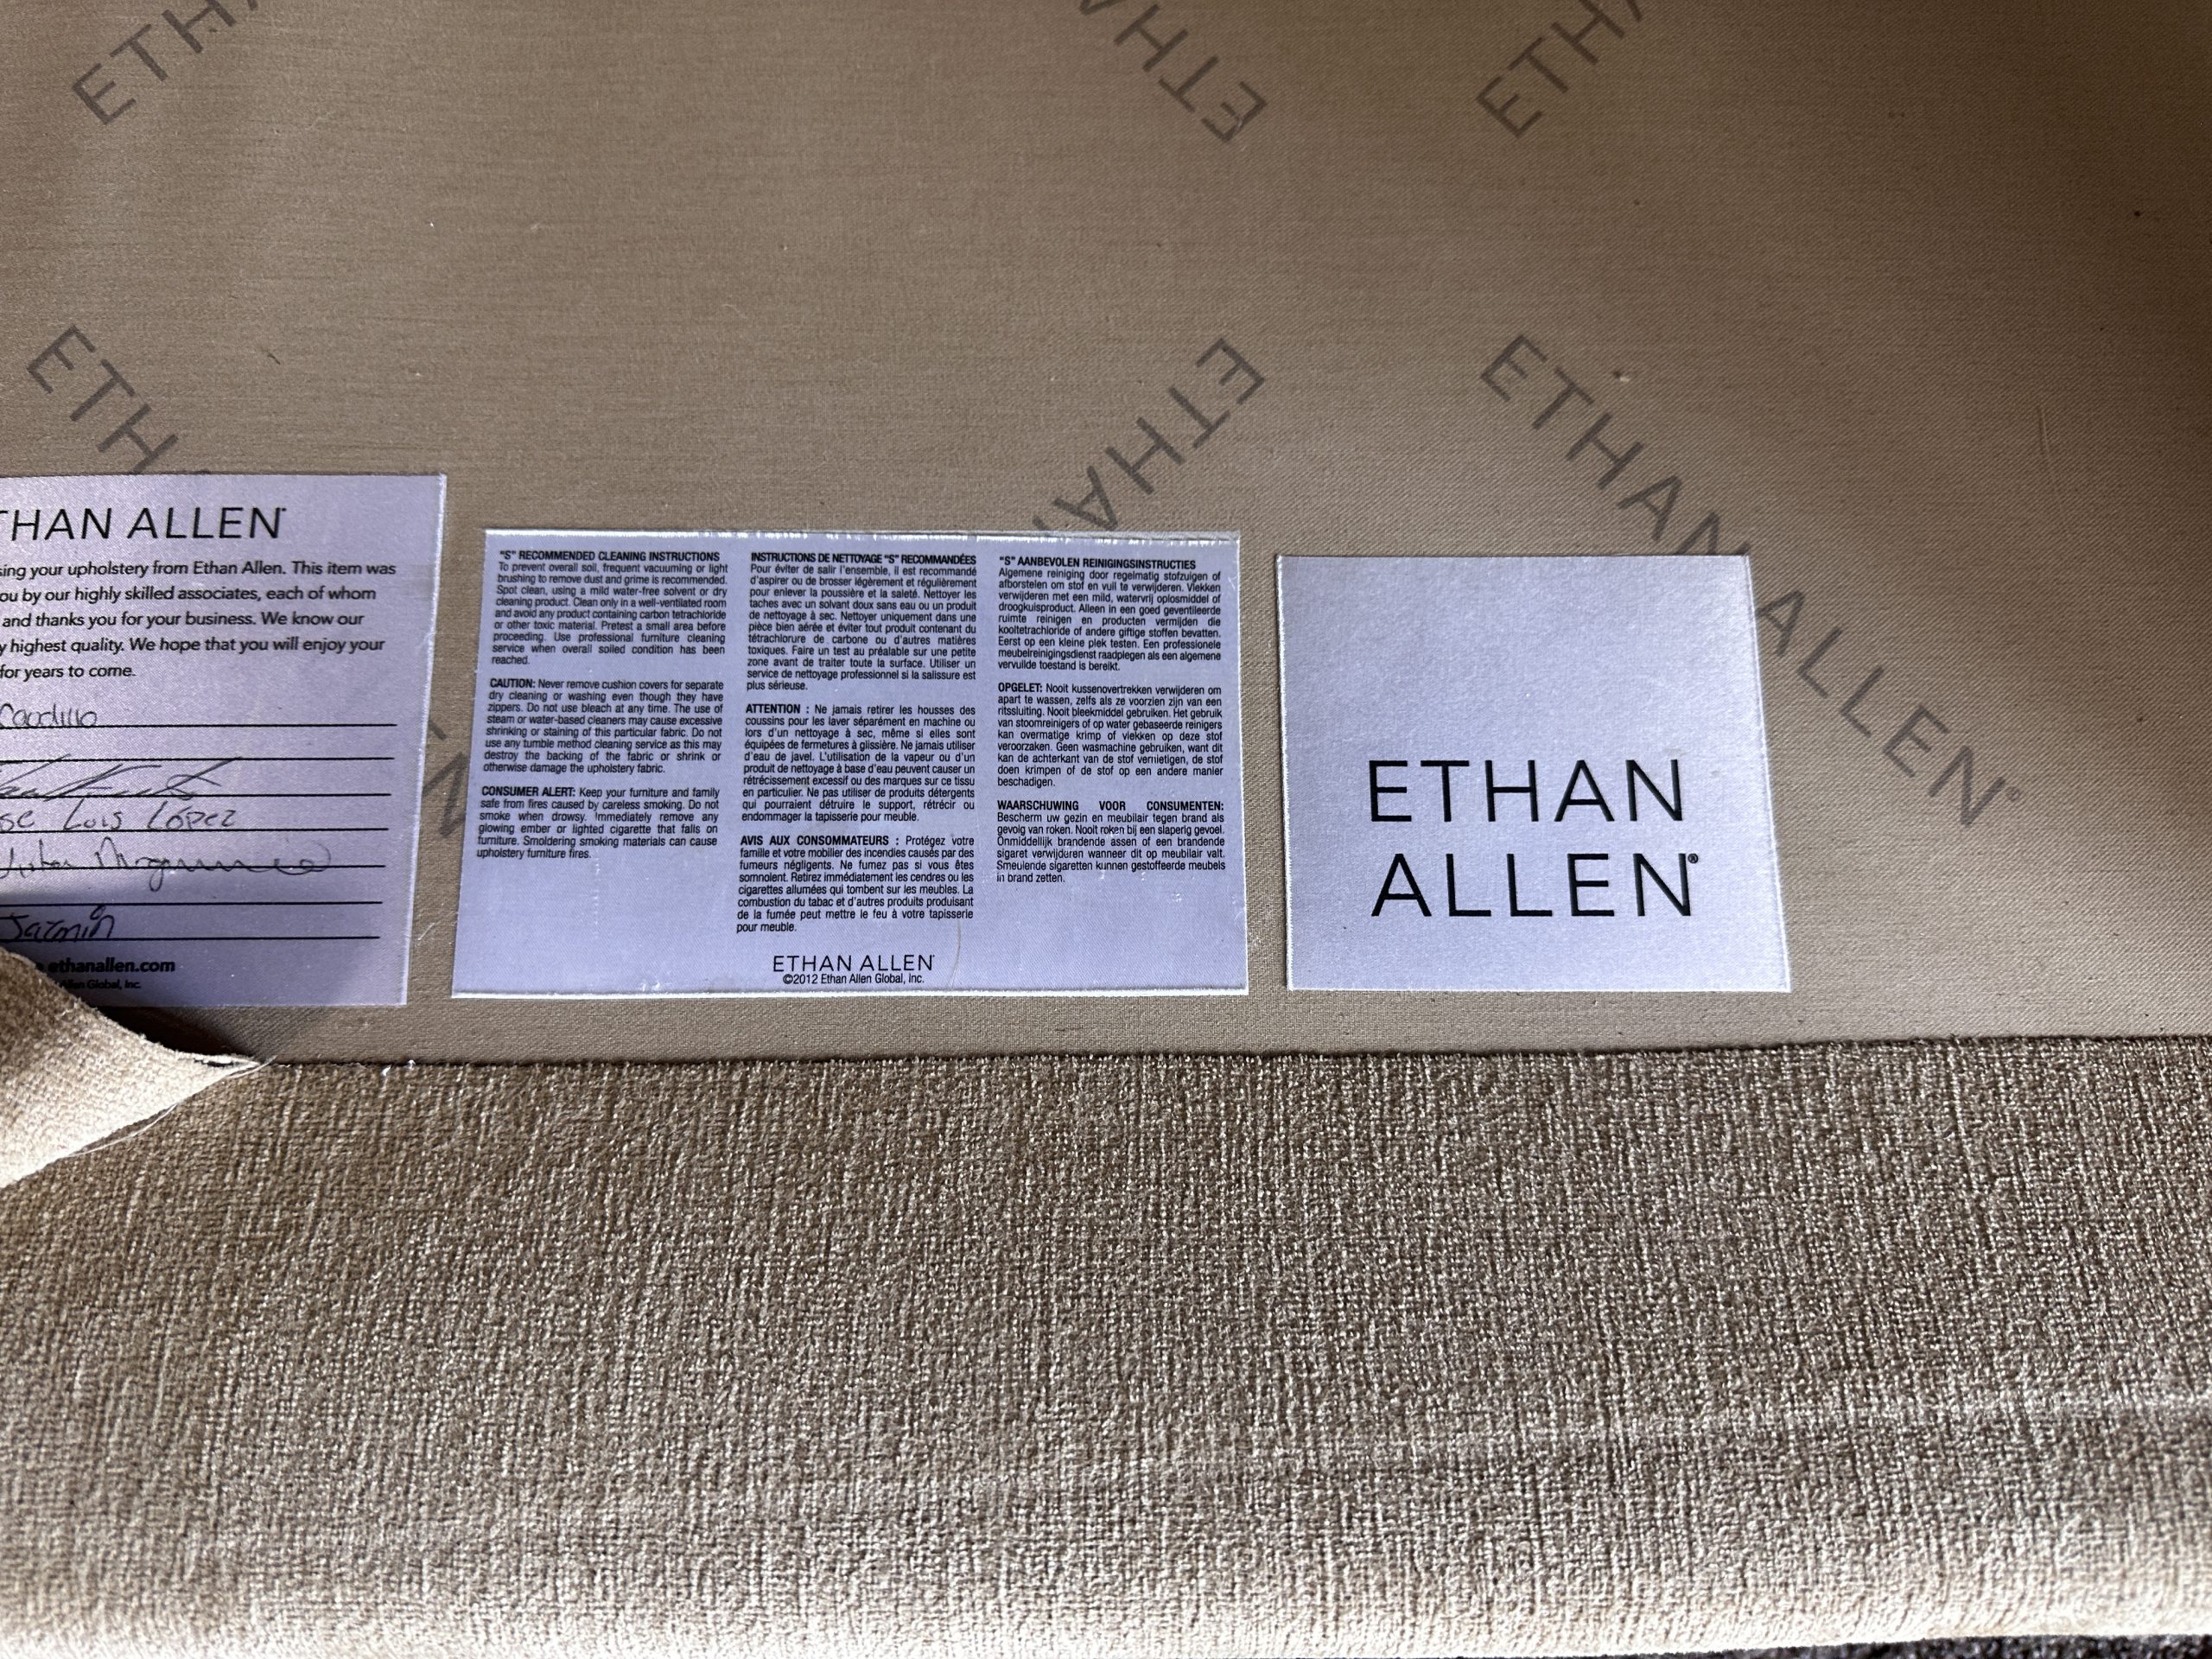 ETH
ETH
ETH
ETH
ETHA
ETHAN ALLEN
THAN ALLEN
ing your upholstery from Ethan Allen. This item was
ou by our highly skilled associates, each of whom
and thanks you for your business. We know our
y highest quality. We hope that you will enjoy your
for years to come.
se Luis Lopez
Jazmin
ethanallen.com
Allen Global, Inc.
"S" RECOMMENDED CLEANING INSTRUCTIONS
To prevent overall soil, frequent vacuuming or light
brushing to remove dust and grime is recommended.
Spot clean, using a mild water-free solvent or dry
cleaning product. Clean only in a well-ventilated room
and avoid any product containing carbon tetrachloride
or other toxic material. Pretest a small area before
proceeding. Use professional furniture cleaning
service when overall soiled condition has been
reached.
CAUTION: Never remove cushion covers for separate
dry cleaning or washing even though they have
zippers. Do not use bleach at any time. The use of
steam or water-based cleaners may cause excessive
shrinking or staining of this particular fabric. Do not
use any tumble method cleaning service as this may
destroy the backing of the fabric or shrink or
otherwise damage the upholstery fabric.
CONSUMER ALERT: Keep your furniture and family
safe from fires caused by careless smoking. Do not
smoke when drowsy. Immediately remove any
glowing ember or lighted cigarette that falls on
furniture. Smoldering smoking materials can cause
upholstery furniture fires.
INSTRUCTIONS DE NETTOYAGE "S" RECOMMANDÉES
Pour éviter de salir l'ensemble, il est recommandé
d'aspirer ou de brosser légèrement et régulièrement
pour enlever la poussière et la saleté. Nettoyer les
taches avec un solvant doux sans eau ou un produit
de nettoyage à sec. Nettoyer uniquement dans une
pièce bien aérée et éviter tout produit contenant du
tétrachlorure de carbone ou d'autres matières
toxiques. Faire un test au préalable sur une petite
zone avant de traiter toute la surface. Utiliser un
service de nettoyage professionnel si la salissure est
plus sérieuse.
ATTENTION : Ne jamais retirer les housses des
coussins pour les laver séparément en machine ou
lors d'un nettoyage à sec, même si elles sont
équipées de fermetures à glissière. Ne jamais utiliser
d'eau de javel. L'utilisation de la vapeur ou d'un
produit de nettoyage à base d'eau peuvent causer un
rétrécissement excessif ou des marques sur ce tissu
en particulier. Ne pas utiliser de produits détergents
qui pourraient détruire le support, rétrécir ou
endommager la tapisserie pour meuble.
AVIS AUX CONSOMMATEURS : Protégez votre
famille et votre mobilier des incendies causés par des
fumeurs négligents. Ne fumez pas si vous êtes
somnolent. Retirez immédiatement les cendres ou les
cigarettes allumées qui tombent sur les meubles. La
combustion du tabac et d'autres produits produisant
de la fumée peut mettre le feu à votre tapisserie
pour meuble.
"S" AANBEVOLEN REINIGINGSINSTRUCTIES
Algemene reiniging door regelmatig stofzuigen of
afborstelen om stof en vuil te verwijderen. Vlekken
verwijderen met een mild, watervrij oplosmiddel of
droogkuisproduct. Alleen in een goed geventileerde
ruimte reinigen en producten vermijden die
kooltetrachloride of andere giftige stoffen bevatten.
Eerst op een kleine plek testen. Een professionele
meubelreinigingsdienst raadplegen als een algemene
vervuilde toestand is bereikt.
OPGELET: Nooit kussenovertrekken verwijderen om
apart te wassen, zelfs als ze voorzien zijn van een
ritssluiting. Nooit bleekmiddel gebruiken. Het gebruik
van stoomreinigers of op water gebaseerde reinigers
kan overmatige krimp of vlekken op deze stof
veroorzaken. Geen wasmachine gebruiken, want dit
kan de achterkant van de stof vernietigen, de stof
doen krimpen of de stof op een andere manier
beschadigen.
WAARSCHUWING VOOR CONSUMENTEN:
Bescherm uw gezin en meubilair tegen brand als
gevolg van roken. Nooit roken bij een slaperig gevoel.
Onmiddellijk brandende assen of een brandende
sigaret verwijduren wanneer dit op meubilair valt.
Smeulende sigaretten kunnen gestoffeerde meubels
in brand zetten.
ETHAN ALLEN
©2012 Ethan Allen Global, Inc.
ETHAN
ALLEN®